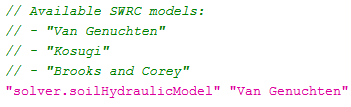 // Available SWRC models:
// - "Van Genuchten"
// - "Kosugi"
// - "Brooks and Corey"
"solver.soilHydraulicModel" "Van Genuchten"